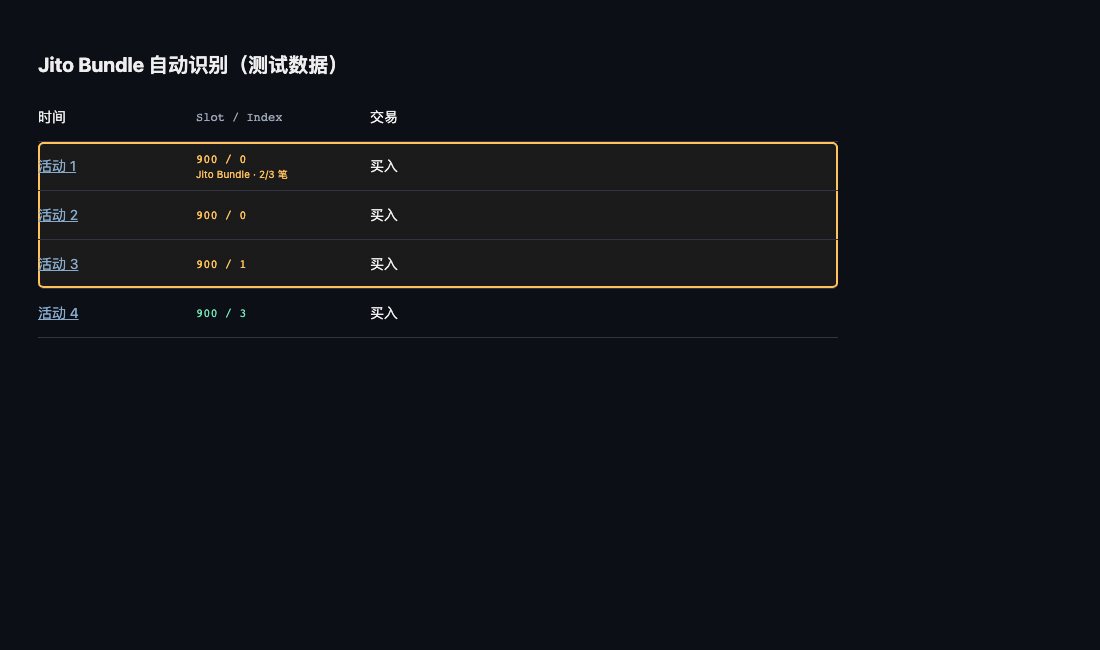 Jito Bundle 自动识别（测试数据）
时间 Slot / Index 交易
活动 1 900 / 0 买入
Jito Bundle · 2/3 笔
活动 2 900 / 0 买入
活动 3 900 / 1 买入
活动 4 900 / 3 买入